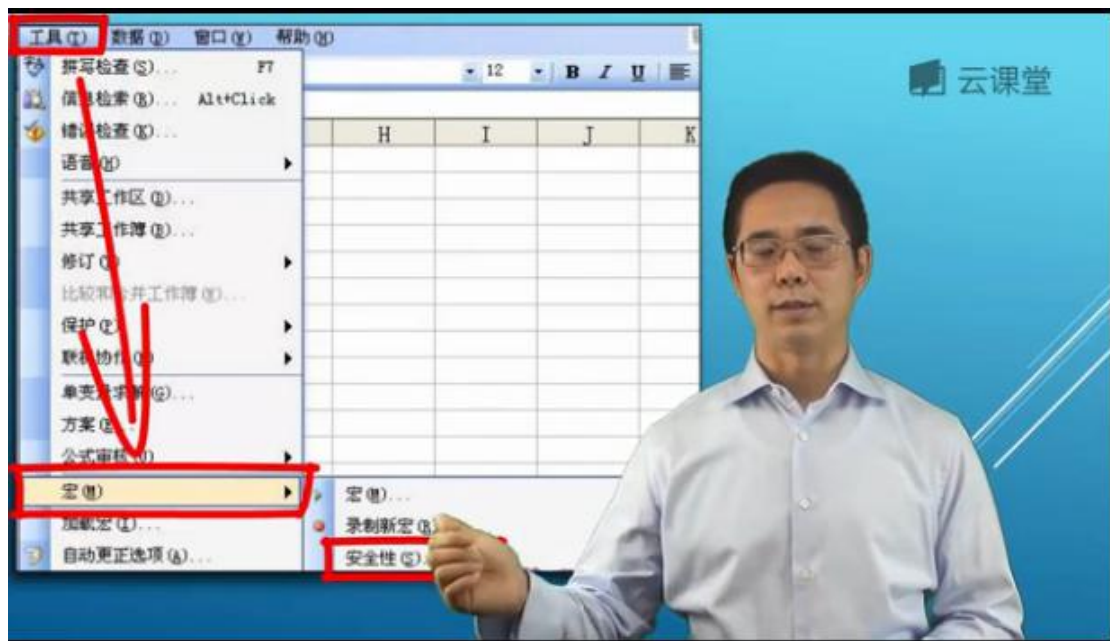 工具(T) 数据(D) 窗口(W) 帮助(H)
拼写检查(S)... F7
信息检索(R)... Alt+Click
错误检查(K)...
语音(H)
共享工作区(D)...
共享工作簿(B)...
修订(T)
比较和合并工作簿(W)...
保护(P)
联机协作(N)
单变量求解(G)...
方案(E)...
公式审核(U)
宏(M)
加载宏(I)...
自动更正选项(A)...
12 B I U
H I J K
宏(M)...
录制新宏(R)
安全性(S)...
云课堂